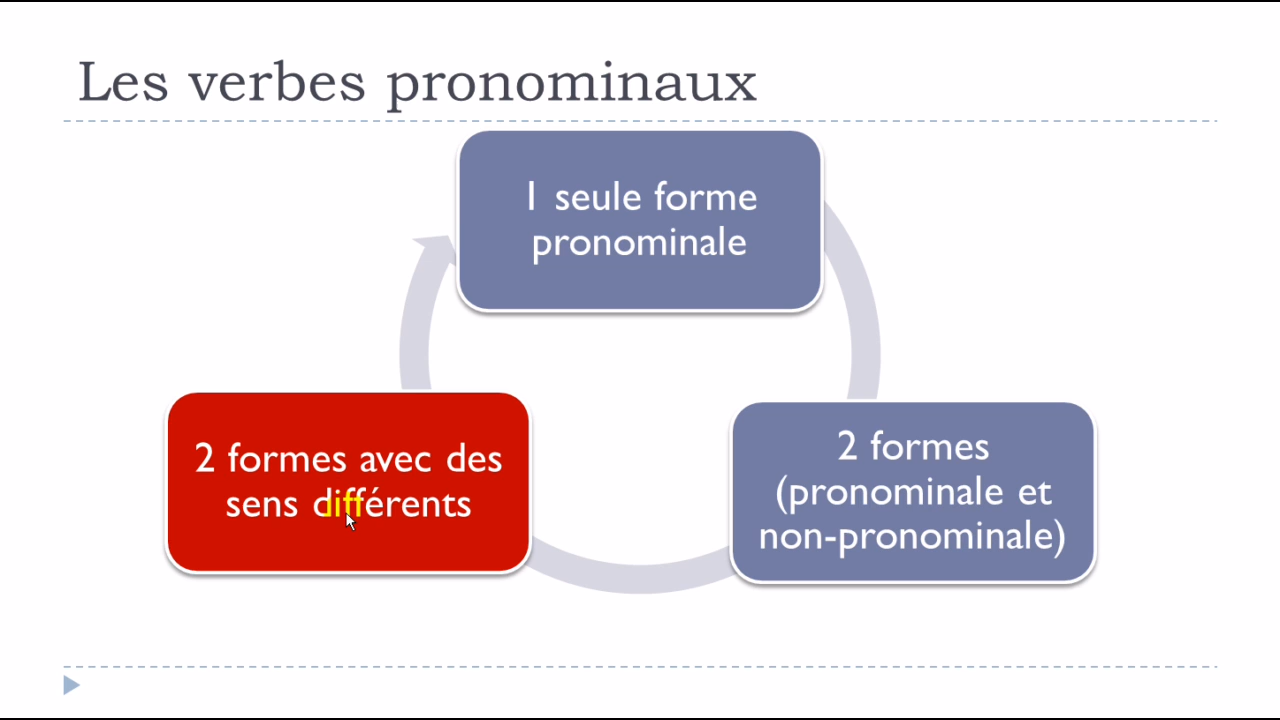 Les verbes pronominaux
1 seule forme
pronominale
2 formes avec des
sens différents
2 formes
(pronominale et
non-pronominale)